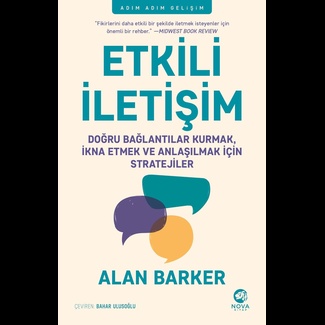 ADIM ADIM GELİŞİM
"Fikirlerini daha etkili bir şekilde iletmek isteyenler için
önemli bir rehber." —MIDWEST BOOK REVIEW
ETKİLİ
İLETİŞİM
DOĞRU BAĞLANTILAR KURMAK,
İKNA ETMEK VE ANLAŞILMAK İÇİN
STRATEJİLER
ALAN BARKER
ÇEVİREN: BAHAR ULUSOĞLU
NOVA
KİTAP